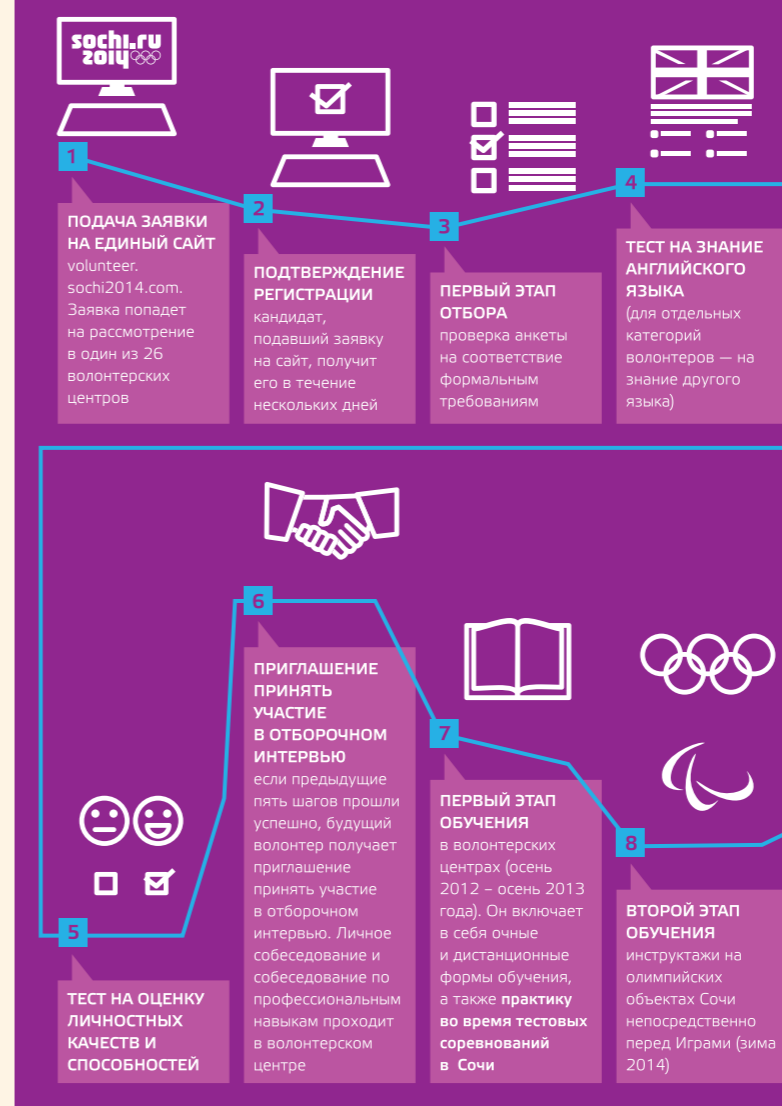 sochi.ru
2014
1
ПОДАЧА ЗАЯВКИ
НА ЕДИНЫЙ САЙТ
volunteer.
sochi2014.com.
Заявка попадет
на рассмотрение
в один из 26
волонтерских
центров
2
ПОДТВЕРЖДЕНИЕ
РЕГИСТРАЦИИ
кандидат,
подавший заявку
на сайт, получит
его в течение
нескольких дней
3
ПЕРВЫЙ ЭТАП
ОТБОРА
проверка анкеты
на соответствие
формальным
требованиям
4
ТЕСТ НА ЗНАНИЕ
АНГЛИЙСКОГО
ЯЗЫКА
(для отдельных
категорий
волонтеров — на
знание другого
языка)
5
ТЕСТ НА ОЦЕНКУ
ЛИЧНОСТНЫХ
КАЧЕСТВ И
СПОСОБНОСТЕЙ
6
ПРИГЛАШЕНИЕ
ПРИНЯТЬ
УЧАСТИЕ
В ОТБОРОЧНОМ
ИНТЕРВЬЮ
если предыдущие
пять шагов прошли
успешно, будущий
волонтер получает
приглашение
принять участие
в отборочном
интервью. Личное
собеседование и
собеседование по
профессиональным
навыкам проходит
в волонтерском
центре
7
ПЕРВЫЙ ЭТАП
ОБУЧЕНИЯ
в волонтерских
центрах (осень
2012 – осень 2013
года). Он включает
в себя очные
и дистанционные
формы обучения,
а также практику
во время тестовых
соревнований
в Сочи
8
ВТОРОЙ ЭТАП
ОБУЧЕНИЯ
инструктажи на
олимпийских
объектах Сочи
непосредственно
перед Играми (зима
2014)